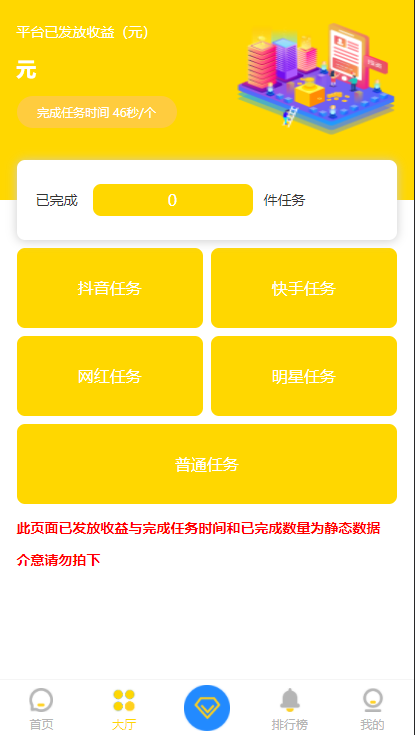 平台已发放收益（元）
元
完成任务时间 46秒/个
已完成 0 件任务
抖音任务 快手任务
网红任务 明星任务
普通任务
此页面已发放收益与完成任务时间和已完成数量为静态数据
介意请勿拍下
首页 大厅 排行榜 我的